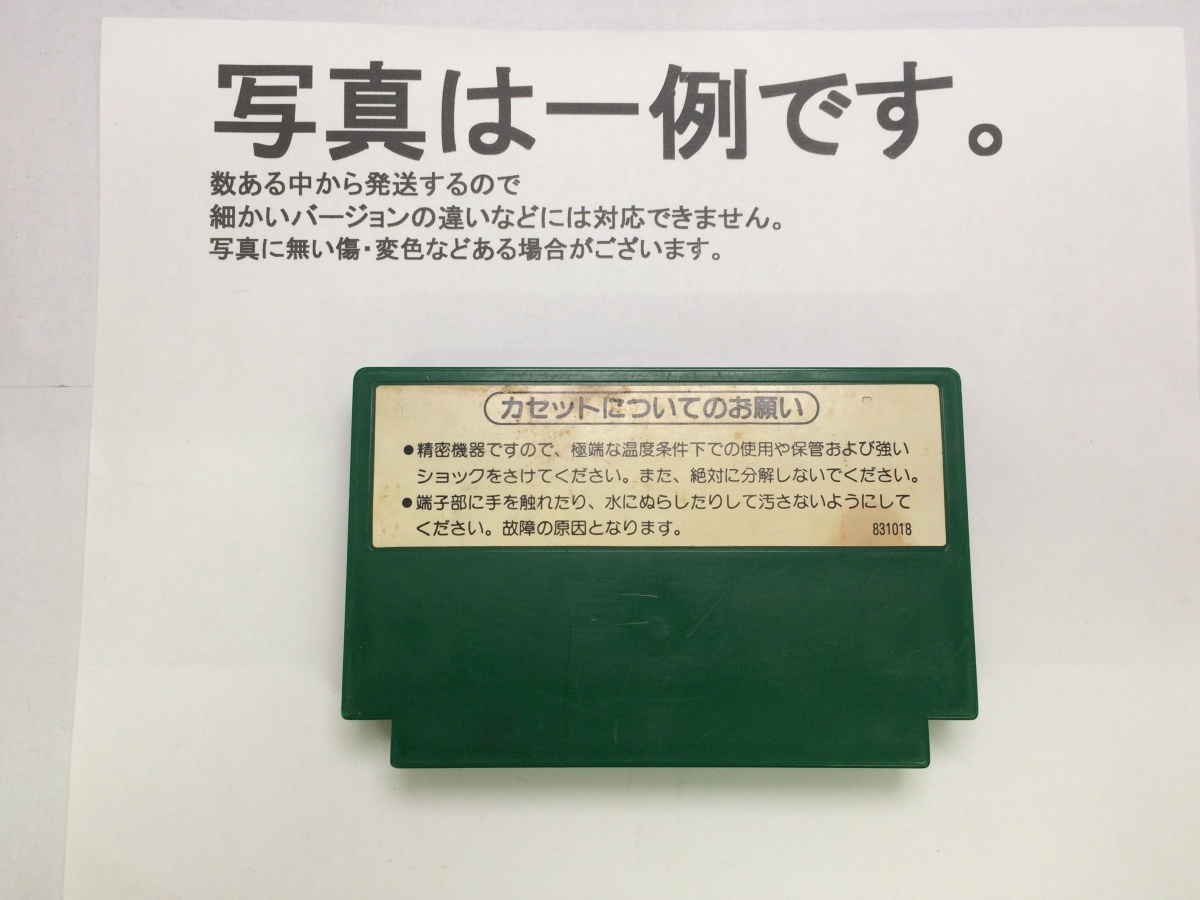 写真は一例です。
数ある中から発送するので
細かいバージョンの違いなどには対応できません。
写真に無い傷・変色などある場合がございます。
カセットについてのお願い
●精密機器ですので、極端な温度条件下での使用や保管および強い
ショックをさけてください。また、絶対に分解しないでください。
●端子部に手を触れたり、水にぬらしたりして汚さないようにして
ください。故障の原因となります。
831018